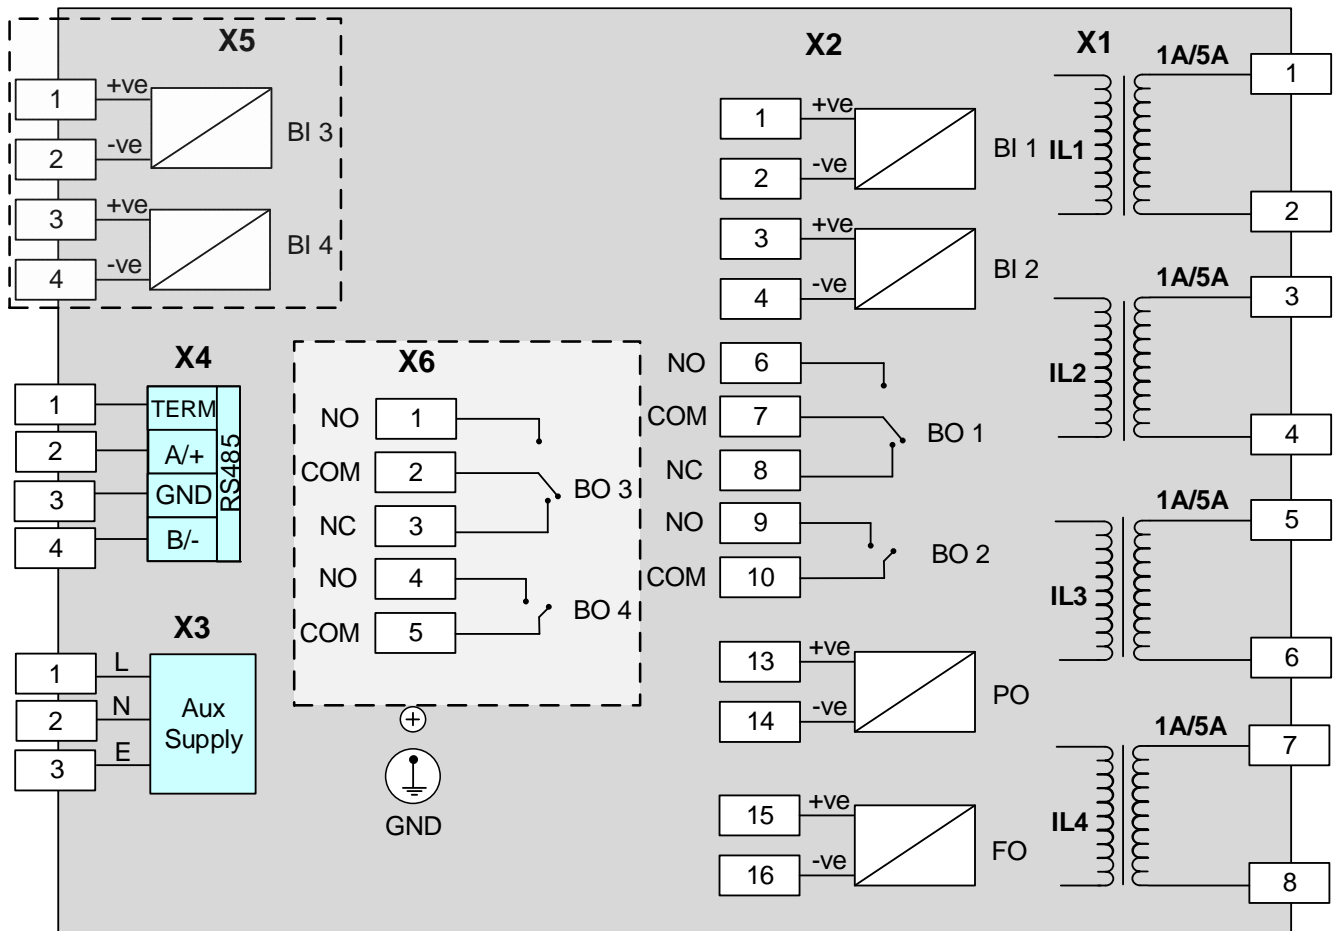 X5
1 +ve
BI 3
2 -ve
3 +ve
BI 4
4 -ve
X4
1 TERM
2 A/+
3 GND
4 B/-
RS485
X3
1 L
2 N
3 E
Aux
Supply
X6
NO 1
COM 2
BO 3
NC 3
NO 4
BO 4
COM 5
GND
X2
1 +ve
BI 1
2 -ve
3 +ve
BI 2
4 -ve
NO 6
COM 7
BO 1
NC 8
NO 9
BO 2
COM 10
13 +ve
PO
14 -ve
15 +ve
FO
16 -ve
X1
1A/5A 1
IL1
2
1A/5A 3
IL2
4
1A/5A 5
IL3
6
1A/5A 7
IL4
8